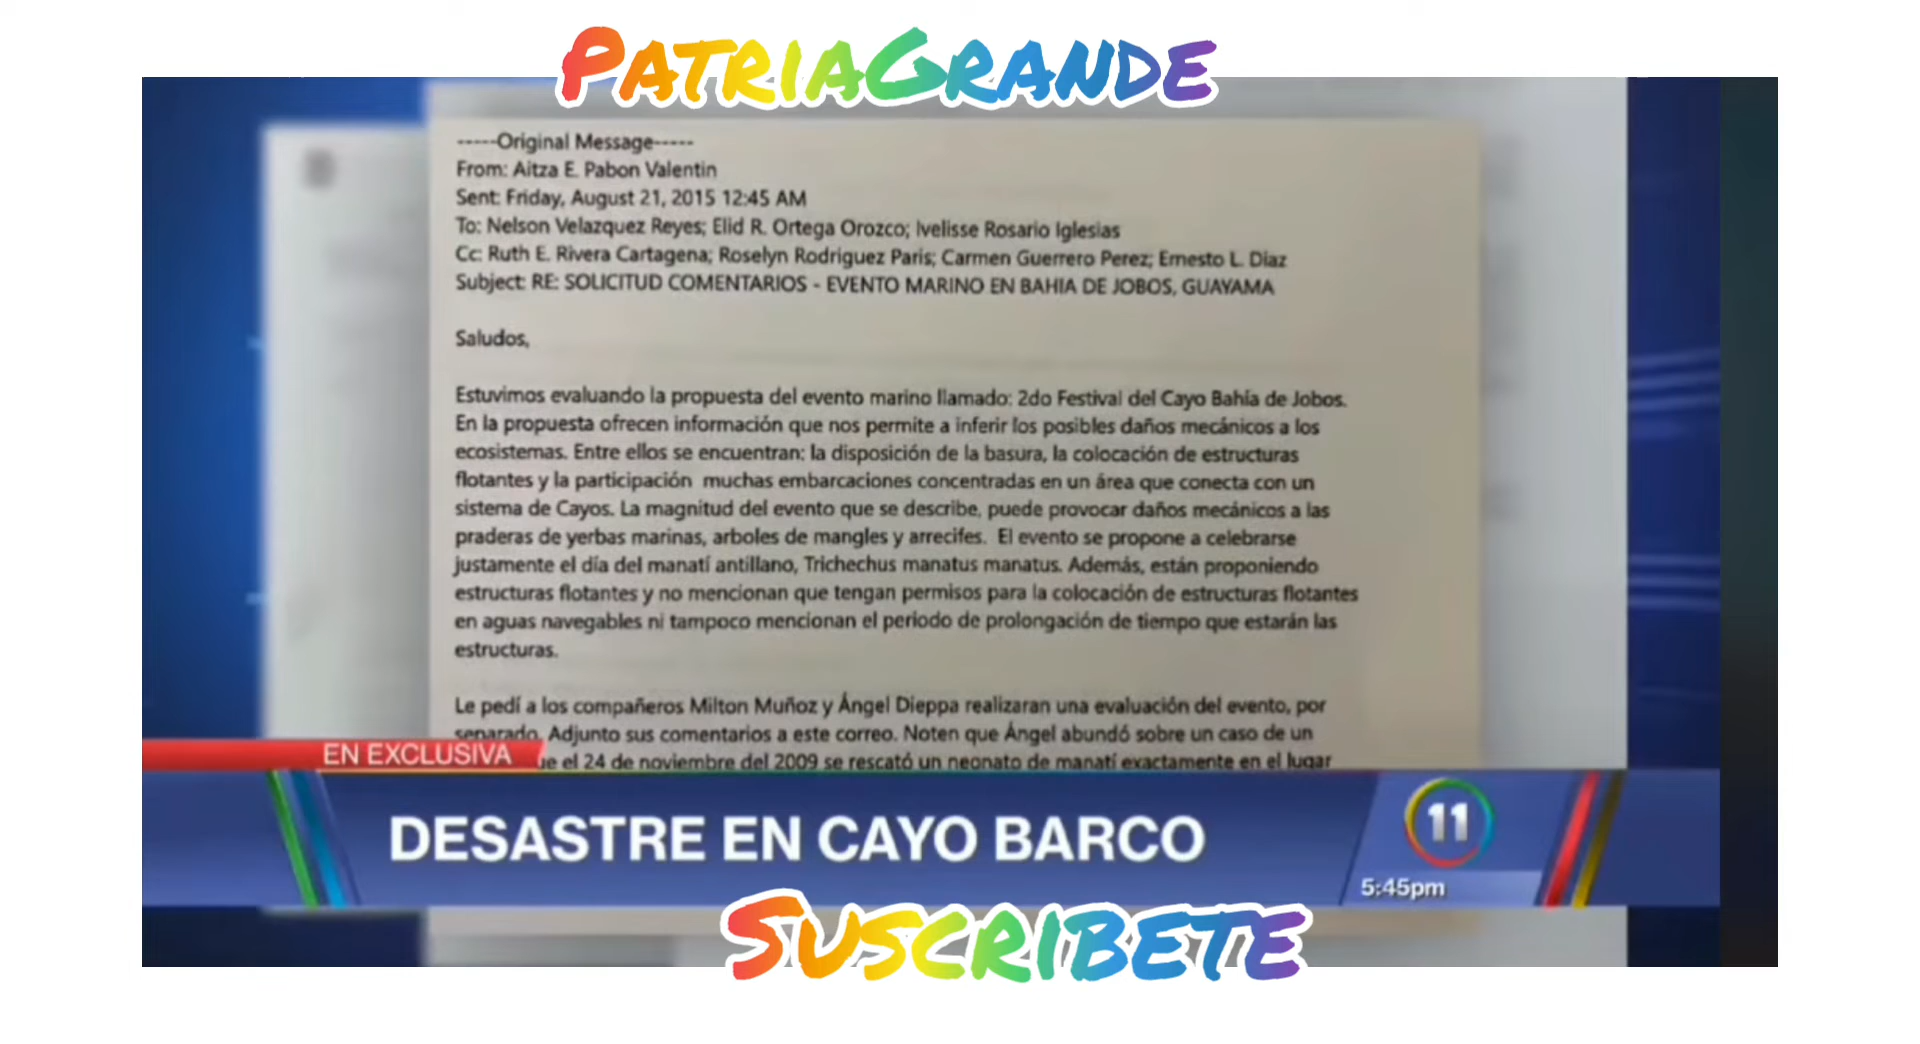 PATRIAGRANDE
-----Original Message-----
From: Aitza E. Pabon Valentin
Sent: Friday, August 21, 2015 12:45 AM
To: Nelson Velazquez Reyes; Elid R. Ortega Orozco; Ivelisse Rosario Iglesias
Cc: Ruth E. Rivera Cartagena; Roselyn Rodriguez Paris; Carmen Guerrero Perez; Ernesto L. Diaz
Subject: RE: SOLICITUD COMENTARIOS - EVENTO MARINO EN BAHIA DE JOBOS, GUAYAMA
Saludos,
Estuvimos evaluando la propuesta del evento marino llamado: 2do Festival del Cayo Bahía de Jobos.
En la propuesta ofrecen información que nos permite a inferir los posibles daños mecánicos a los
ecosistemas. Entre ellos se encuentran: la disposición de la basura, la colocación de estructuras
flotantes y la participación muchas embarcaciones concentradas en un área que conecta con un
sistema de Cayos. La magnitud del evento que se describe, puede provocar daños mecánicos a las
praderas de yerbas marinas, arboles de mangles y arrecifes. El evento se propone a celebrarse
justamente el día del manatí antillano, Trichechus manatus manatus. Además, están proponiendo
estructuras flotantes y no mencionan que tengan permisos para la colocación de estructuras flotantes
en aguas navegables ni tampoco mencionan el periodo de prolongación de tiempo que estarán las
estructuras.
Le pedí a los compañeros Milton Muñoz y Ángel Dieppa realizaran una evaluación del evento, por
separado. Adjunto sus comentarios a este correo. Noten que Ángel abundó sobre un caso de un
el 24 de noviembre del 2009 se rescató un neonato de manatí exactamente en el lugar
EN EXCLUSIVA
DESASTRE EN CAYO BARCO
11
5:45pm
SUSCRIBETE